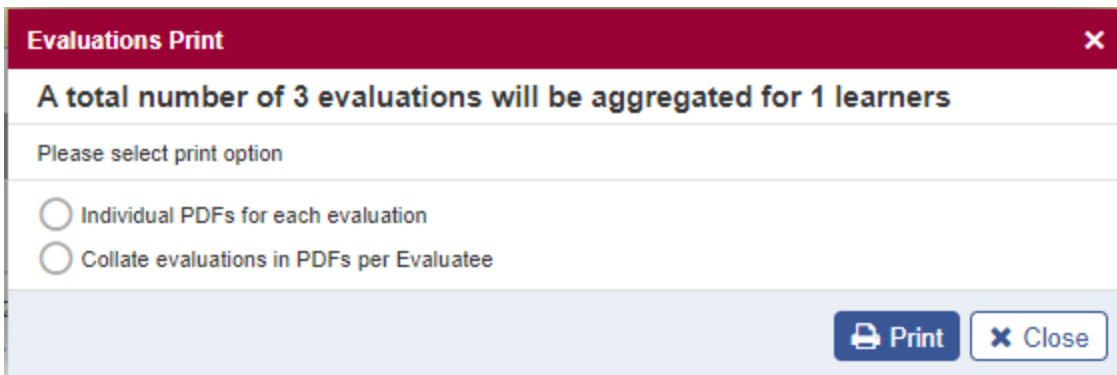 Evaluations Print
A total number of 3 evaluations will be aggregated for 1 learners
Please select print option
Individual PDFs for each evaluation
Collate evaluations in PDFs per Evaluatee
Print
Close